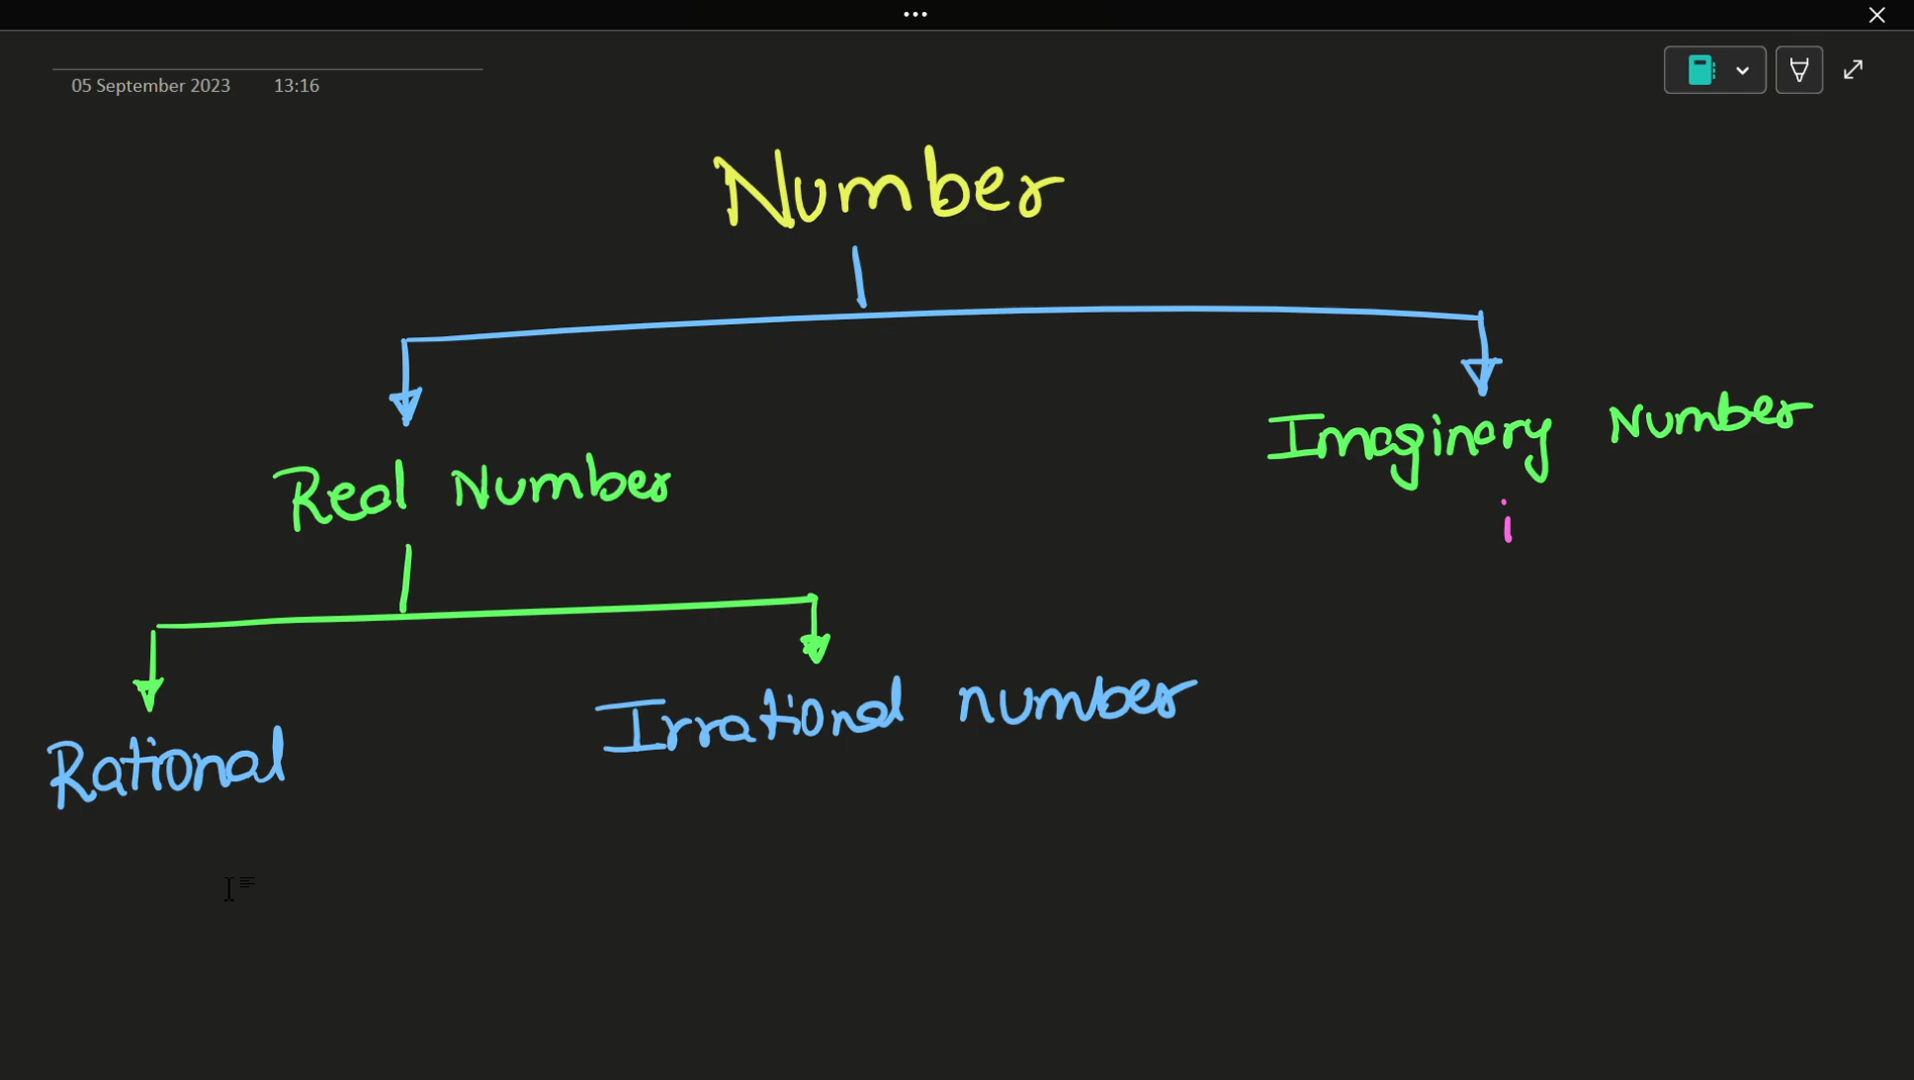 05 September 2023 13:16
Number
Real Number
Imaginary Number
i
Rational
Irrational number